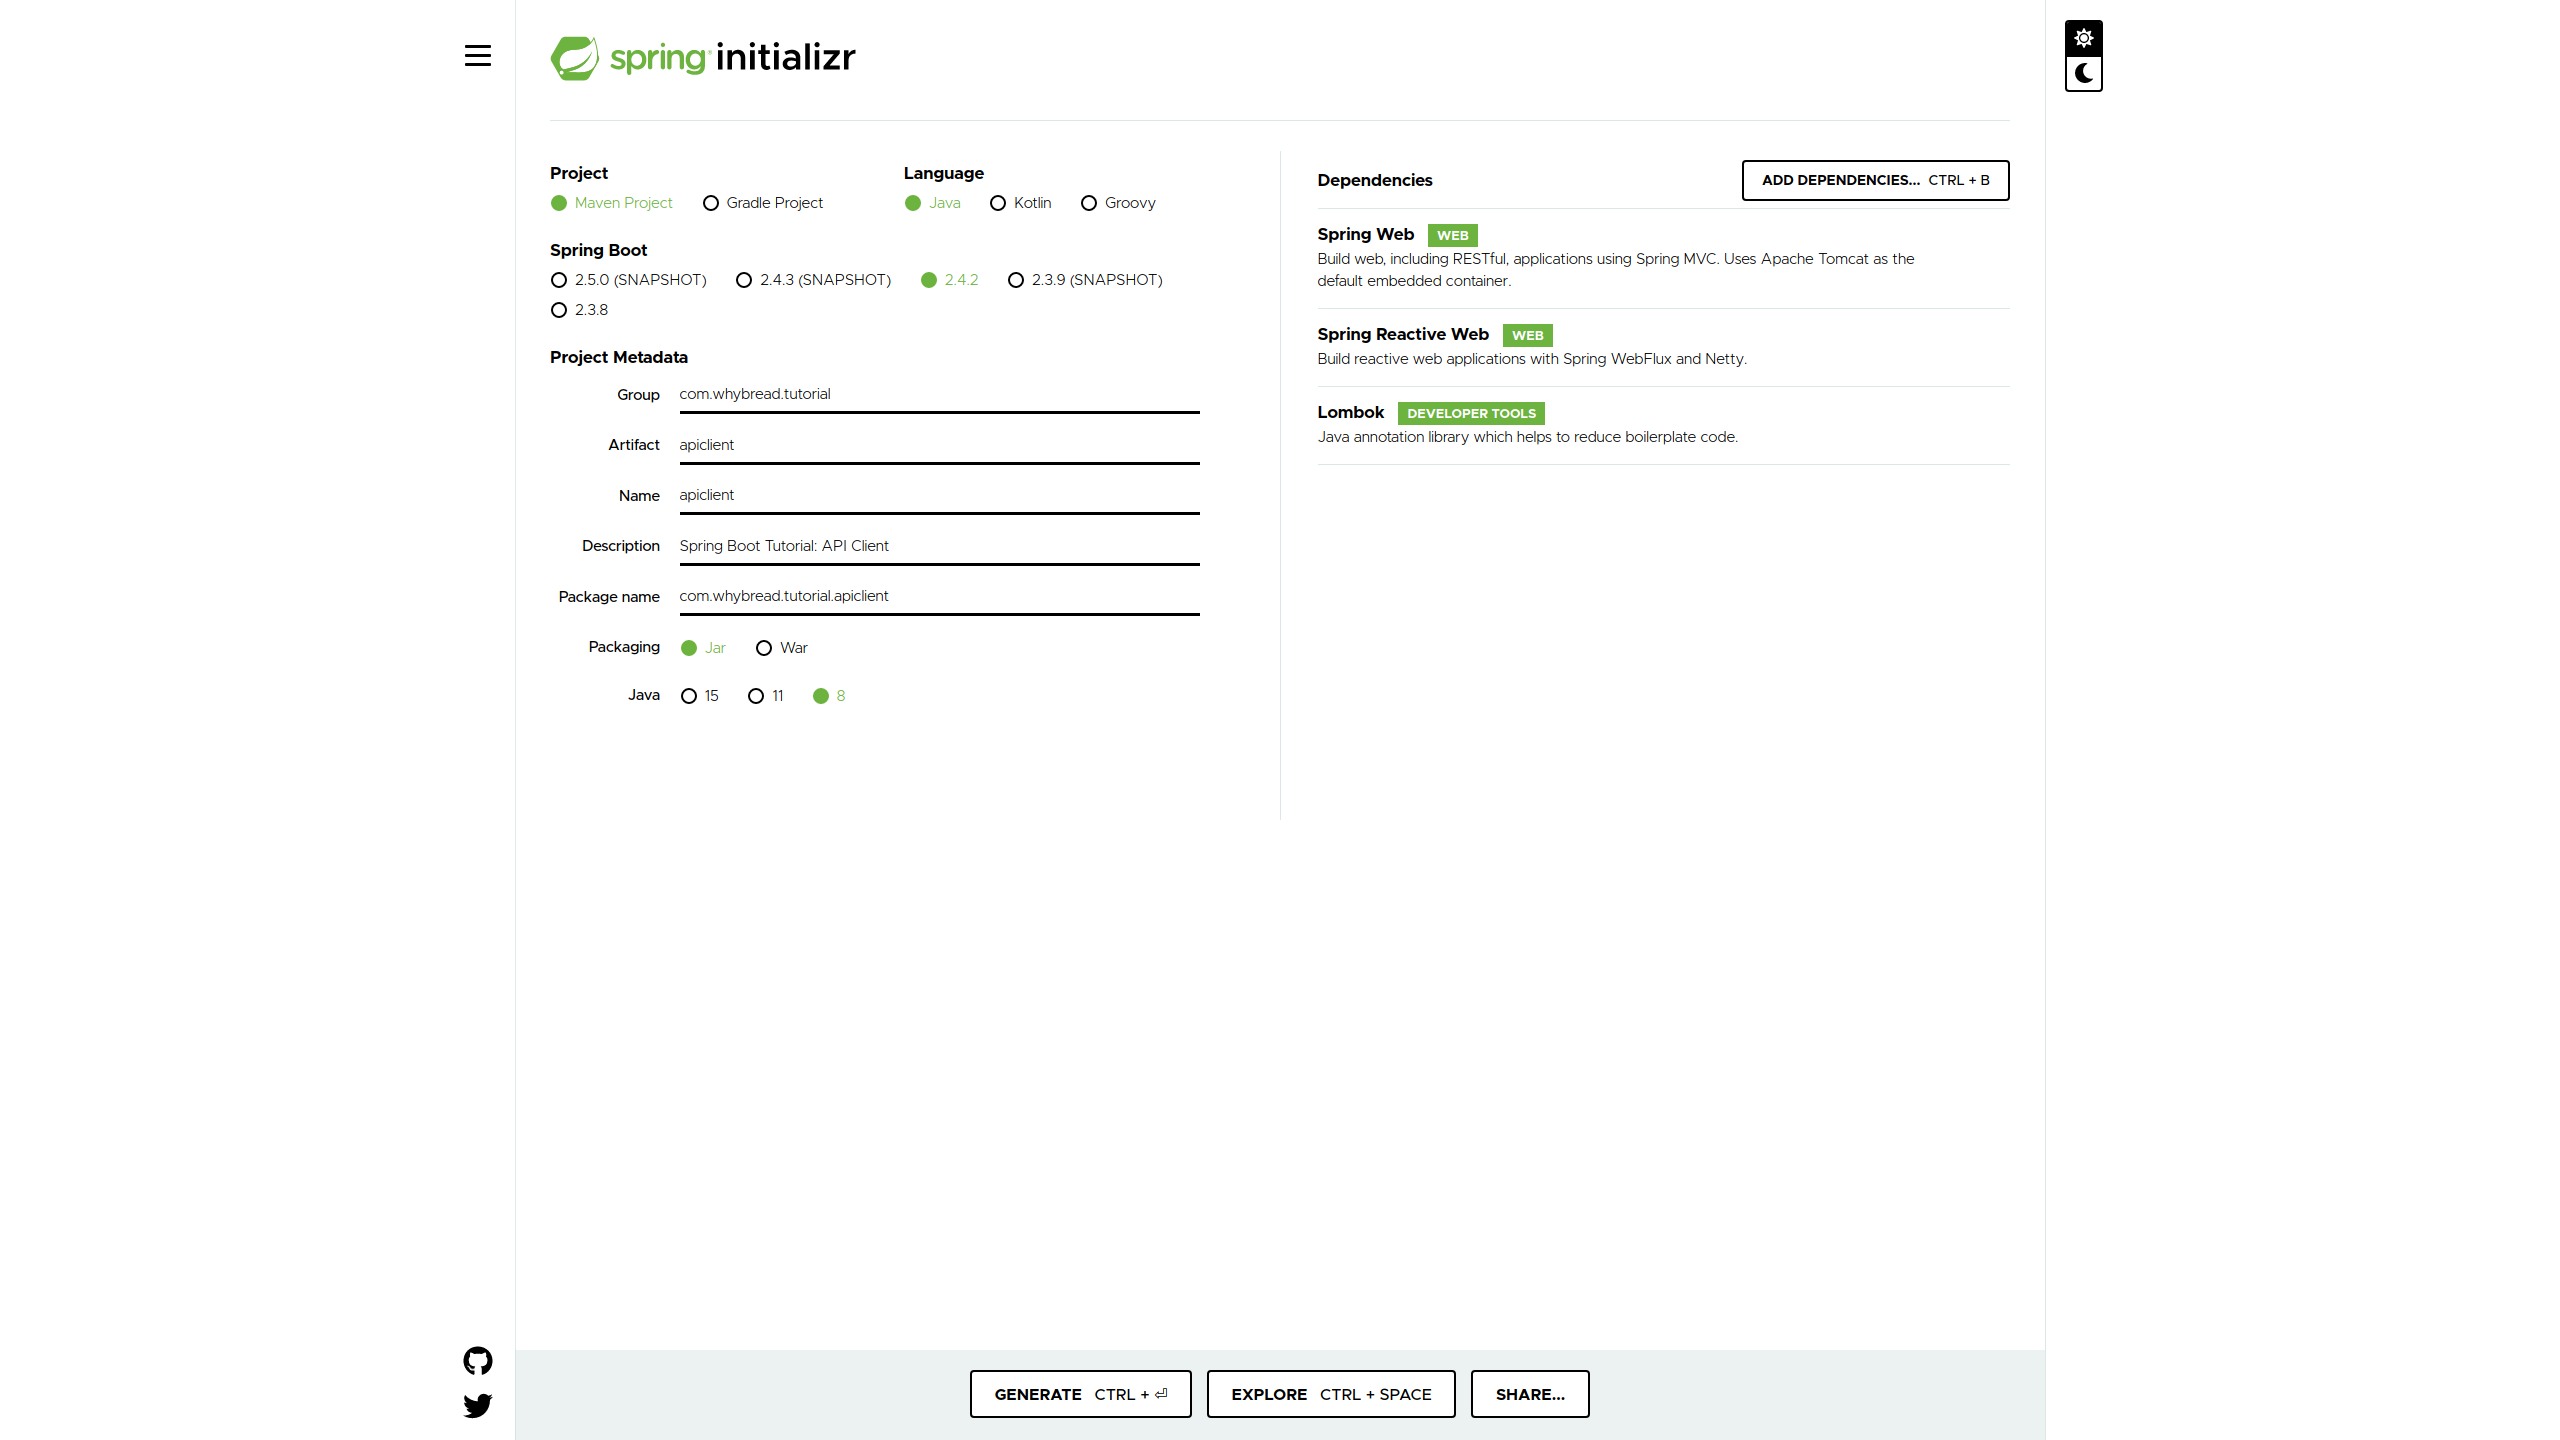 spring initializr
Project
Maven Project Gradle Project
Language
Java Kotlin Groovy
Spring Boot
2.5.0 (SNAPSHOT) 2.4.3 (SNAPSHOT) 2.4.2 2.3.9 (SNAPSHOT)
2.3.8
Project Metadata
Group com.whybread.tutorial
Artifact apiclient
Name apiclient
Description Spring Boot Tutorial: API Client
Package name com.whybread.tutorial.apiclient
Packaging Jar War
Java 15 11 8
Dependencies
ADD DEPENDENCIES... CTRL + B
Spring Web WEB
Build web, including RESTful, applications using Spring MVC. Uses Apache Tomcat as the
default embedded container.
Spring Reactive Web WEB
Build reactive web applications with Spring WebFlux and Netty.
Lombok DEVELOPER TOOLS
Java annotation library which helps to reduce boilerplate code.
GENERATE CTRL + ⏎
EXPLORE CTRL + SPACE
SHARE...